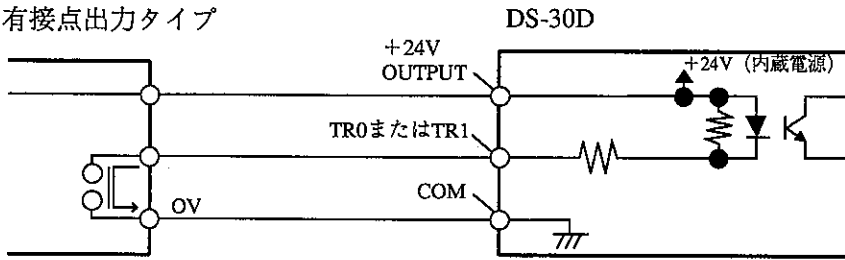 有接点出力タイプ
DS-30D
+24V
OUTPUT
+24V (内蔵電源)
TR0またはTR1
COM
OV